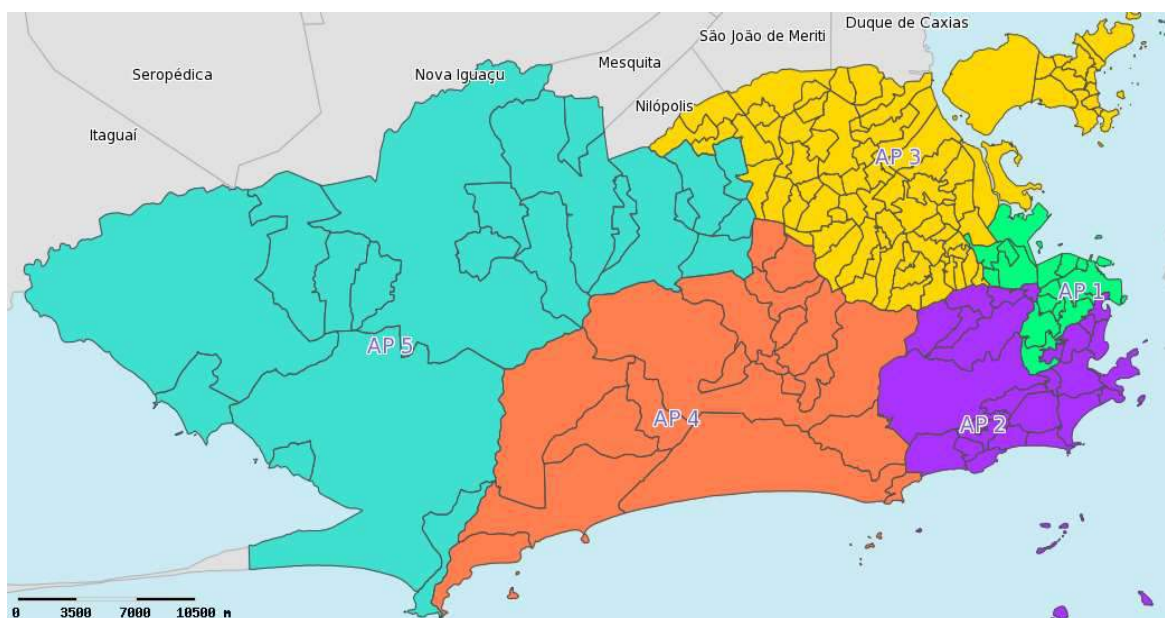 Duque de Caxias
São João de Meriti
Mesquita
Seropédica
Nova Iguaçu
Nilópolis
Itaguaí
AP 3
AP 1
AP 5
AP 4
AP 2
0 3500 7000 10500 m